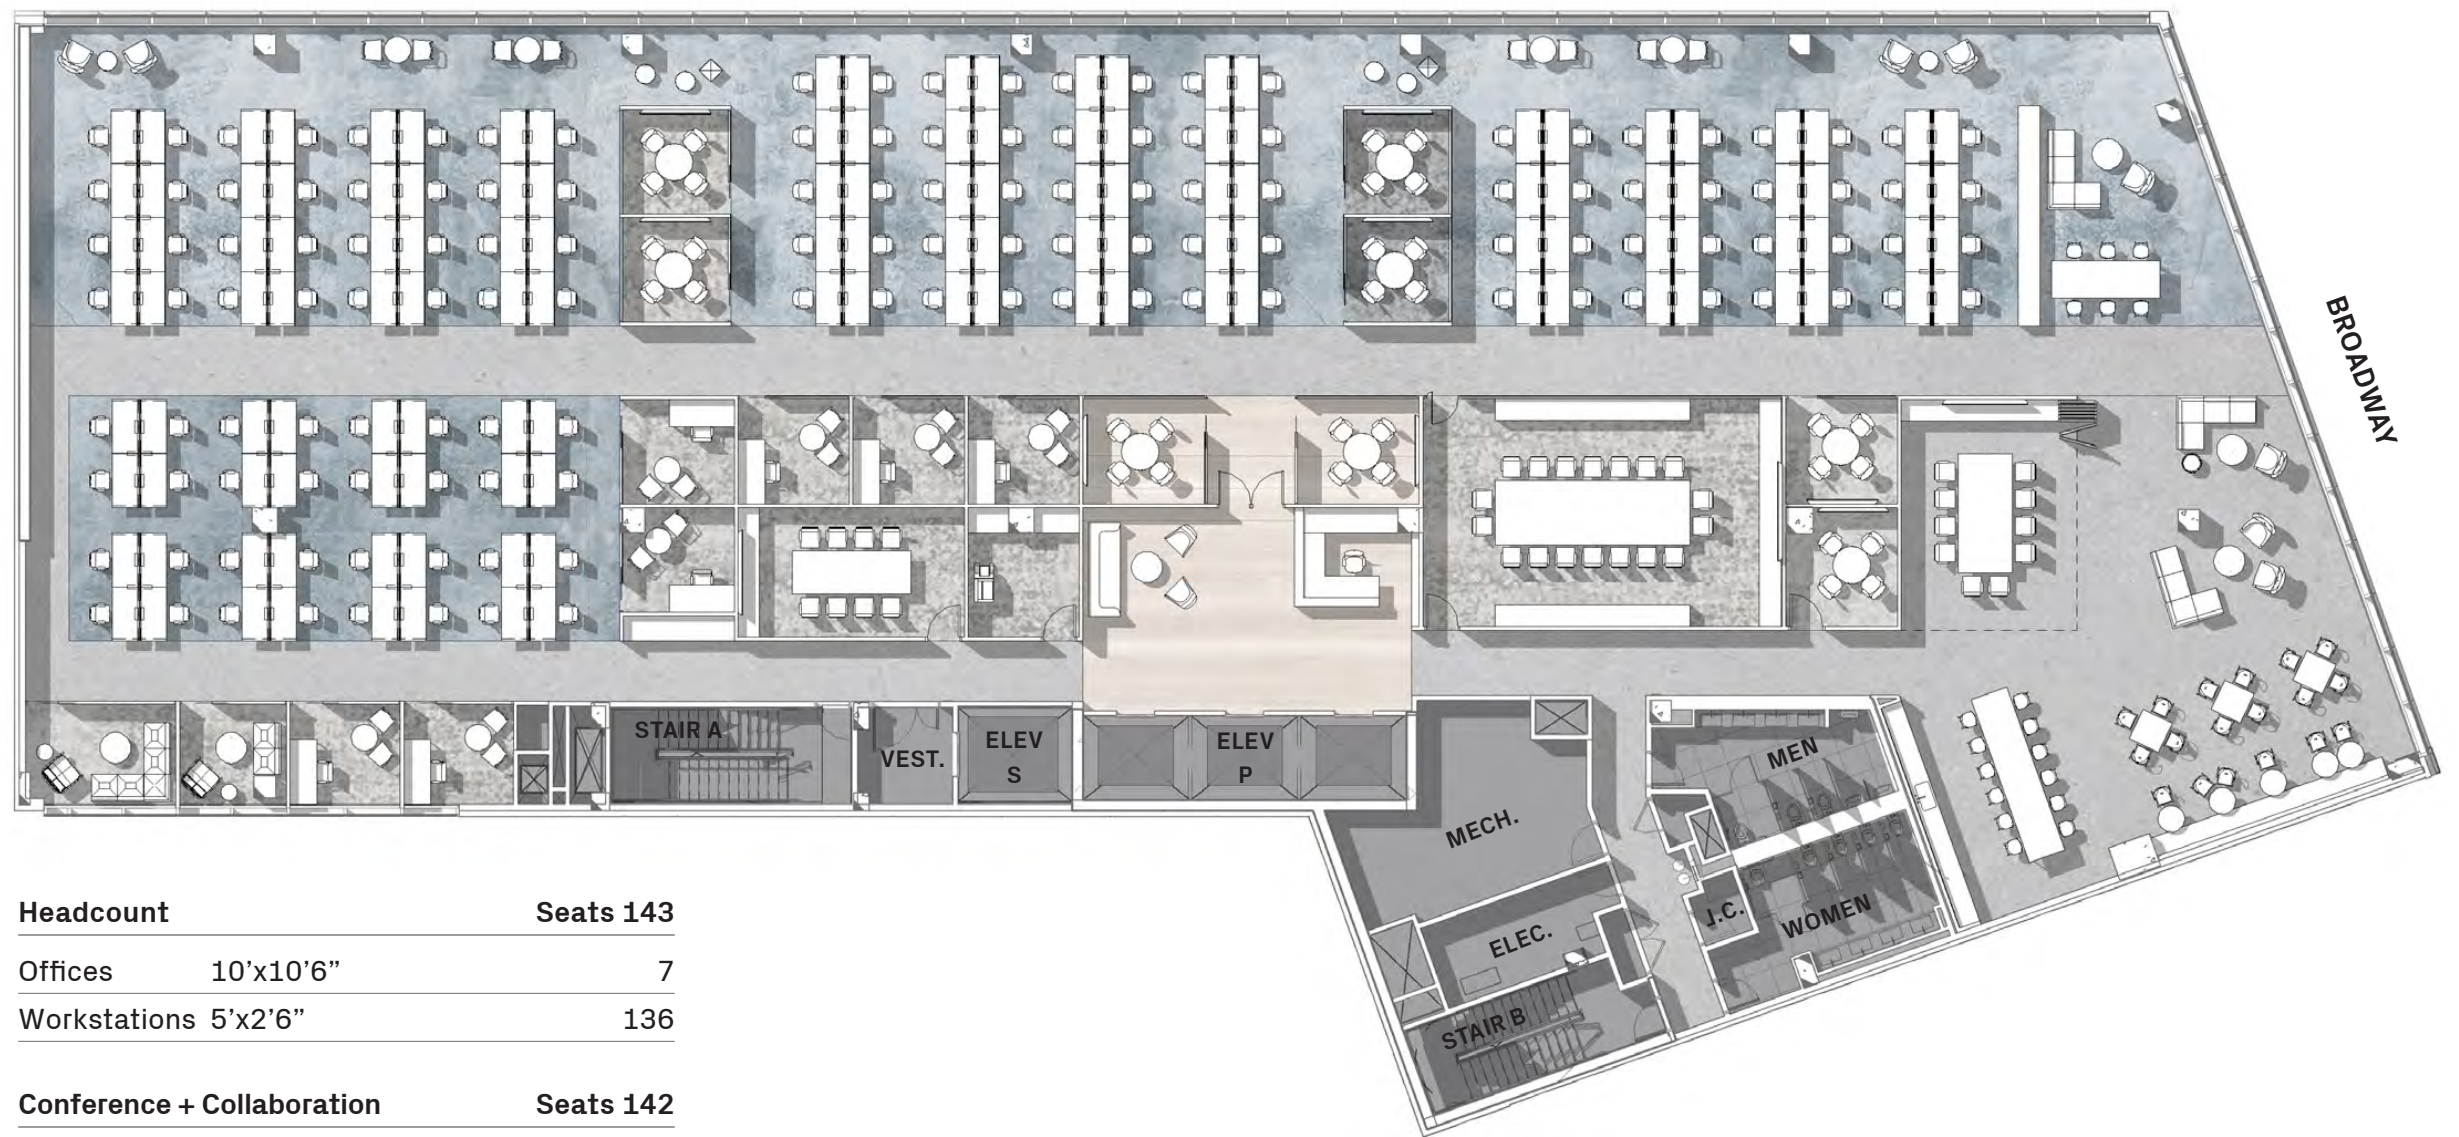 BROADWAY
STAIR A
VEST.
ELEV
S
ELEV
P
MEN
MECH.
J.C.
WOMEN
ELEC.
STAIR B
Headcount Seats 143
Offices 10’x10’6” 7
Workstations 5’x2’6” 136
Conference + Collaboration Seats 142